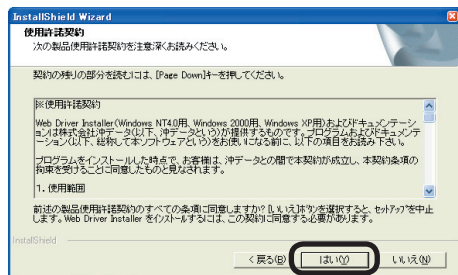 InstallShield Wizard
使用許諾契約
次の製品使用許諾契約を注意深くお読みください。
契約の残りの部分を読むには、[Page Down]キーを押してください。
※使用許諾契約
Web Driver Installer(Windows NT4.0用、Windows 2000用、Windows XP用)およびドキュメンテーシ
ョンは株式会社沖データ(以下、沖データという)が提供するものです。プログラムおよびドキュメンテ
ーション(以下、総称して本ソフトウェアという)をお使いになる前に、以下の項目をお読み下さい。
プログラムをインストールした時点で、お客様は、沖データとの間で本契約が成立し、本契約条項の
拘束を受けることに同意したものと見なされます。
1. 使用範囲
前述の製品使用許諾契約のすべての条項に同意しますか?[いいえ]ボタンを選択すると、セットアップを中止
します。Web Driver Installer をインストールするには、この契約に同意する必要があります。
InstallShield
< 戻る(B)
はい(Y)
いいえ(N)